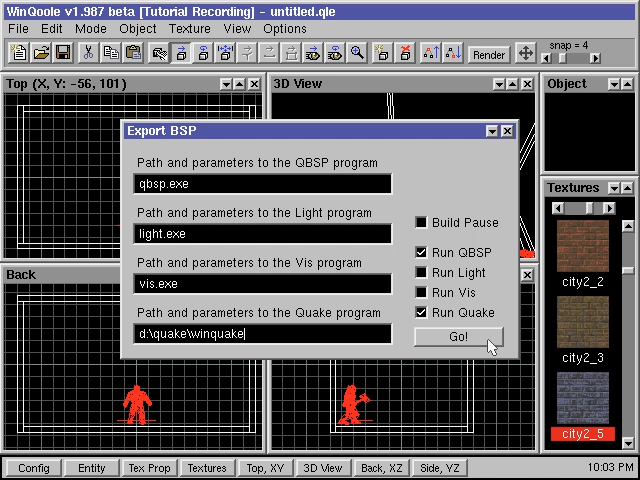 WinQoole v1.987 beta [Tutorial Recording] - untitled.qle
File Edit Mode Object Texture View Options
Render
snap = 4
Top (X, Y: -56, 101)
3D View
Object
Export BSP
Path and parameters to the QBSP program
qbsp.exe
Path and parameters to the Light program
light.exe
Path and parameters to the Vis program
vis.exe
Path and parameters to the Quake program
d:\quake\winquake
Build Pause
Run QBSP
Run Light
Run Vis
Run Quake
Go!
Textures
city2_2
city2_3
city2_5
Back
Config Entity Tex Prop Textures Top, XY 3D View Back, XZ Side, YZ 10:03 PM